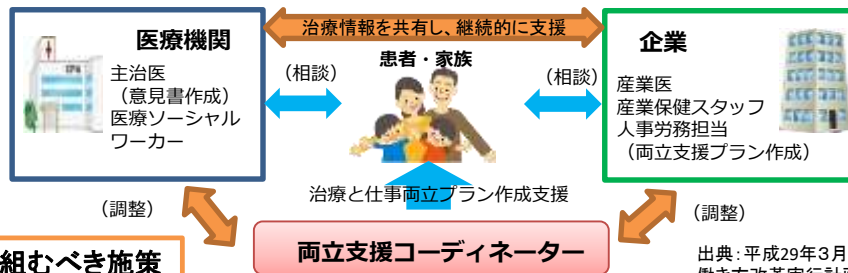 治療情報を共有し、継続的に支援
医療機関
主治医
（意見書作成）
医療ソーシャル
ワーカー
（相談）
患者・家族
（相談）
企業
産業医
産業保健スタッフ
人事労務担当
（両立支援プラン作成）
治療と仕事両立プラン作成支援
（調整）
両立支援コーディネーター
（調整）
組むべき施策
出典：平成29年3月